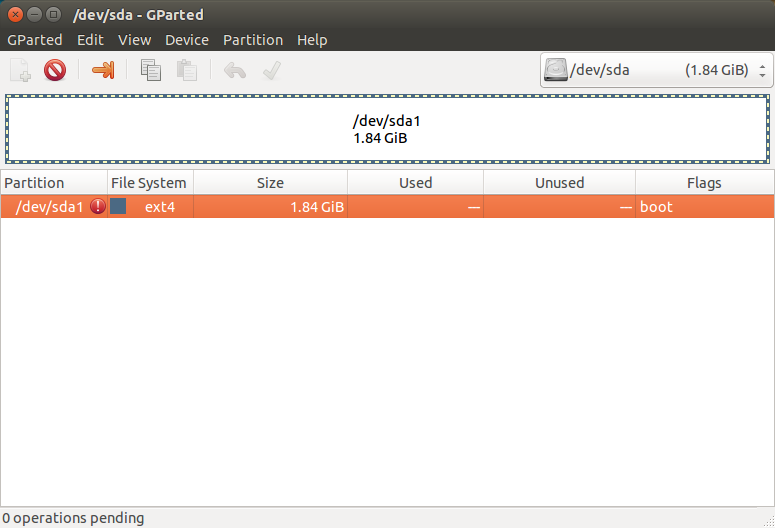 /dev/sda - GParted
GParted Edit View Device Partition Help
/dev/sda (1.84 GiB)
/dev/sda1
1.84 GiB
Partition File System Size Used Unused Flags
/dev/sda1 ext4 1.84 GiB — — boot
0 operations pending